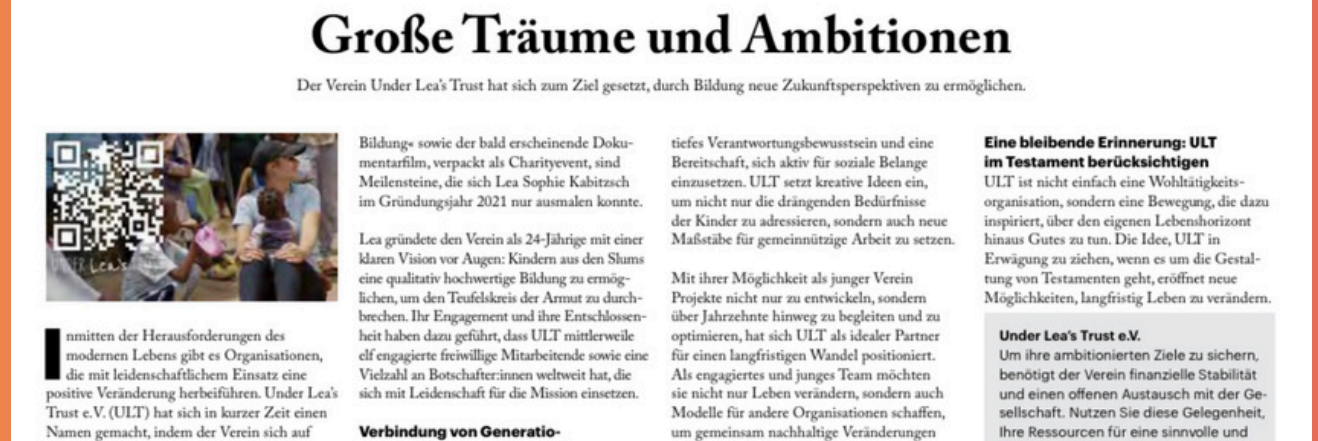 Große Träume und Ambitionen
Der Verein Under Lea's Trust hat sich zum Ziel gesetzt, durch Bildung neue Zukunftsperspektiven zu ermöglichen.
UNDER Lea's
Inmitten der Herausforderungen des
modernen Lebens gibt es Organisationen,
die mit leidenschaftlichem Einsatz eine
positive Veränderung herbeiführen. Under Lea's
Trust e.V. (ULT) hat sich in kurzer Zeit einen
Namen gemacht, indem der Verein sich auf
Bildung« sowie der bald erscheinende Doku-
mentarfilm, verpackt als Charityevent, sind
Meilensteine, die sich Lea Sophie Kabitzsch
im Gründungsjahr 2021 nur ausmalen konnte.
Lea gründete den Verein als 24-Jährige mit einer
klaren Vision vor Augen: Kindern aus den Slums
eine qualitativ hochwertige Bildung zu ermög-
lichen, um den Teufelskreis der Armut zu durch-
brechen. Ihr Engagement und ihre Entschlossen-
heit haben dazu geführt, dass ULT mittlerweile
elf engagierte freiwillige Mitarbeitende sowie eine
Vielzahl an Botschafter:innen weltweit hat, die
sich mit Leidenschaft für die Mission einsetzen.
Verbindung von Generatio-
tiefes Verantwortungsbewusstsein und eine
Bereitschaft, sich aktiv für soziale Belange
einzusetzen. ULT setzt kreative Ideen ein,
um nicht nur die drängenden Bedürfnisse
der Kinder zu adressieren, sondern auch neue
Maßstäbe für gemeinnützige Arbeit zu setzen.
Mit ihrer Möglichkeit als junger Verein
Projekte nicht nur zu entwickeln, sondern
über Jahrzehnte hinweg zu begleiten und zu
optimieren, hat sich ULT als idealer Partner
für einen langfristigen Wandel positioniert.
Als engagiertes und junges Team möchten
sie nicht nur Leben verändern, sondern auch
Modelle für andere Organisationen schaffen,
um gemeinsam nachhaltige Veränderungen
Eine bleibende Erinnerung: ULT
im Testament berücksichtigen
ULT ist nicht einfach eine Wohltätigkeits-
organisation, sondern eine Bewegung, die dazu
inspiriert, über den eigenen Lebenshorizont
hinaus Gutes zu tun. Die Idee, ULT in
Erwägung zu ziehen, wenn es um die Gestal-
tung von Testamenten geht, eröffnet neue
Möglichkeiten, langfristig Leben zu verändern.
Under Lea's Trust e.V.
Um ihre ambitionierten Ziele zu sichern,
benötigt der Verein finanzielle Stabilität
und einen offenen Austausch mit der Ge-
sellschaft. Nutzen Sie diese Gelegenheit,
Ihre Ressourcen für eine sinnvolle und